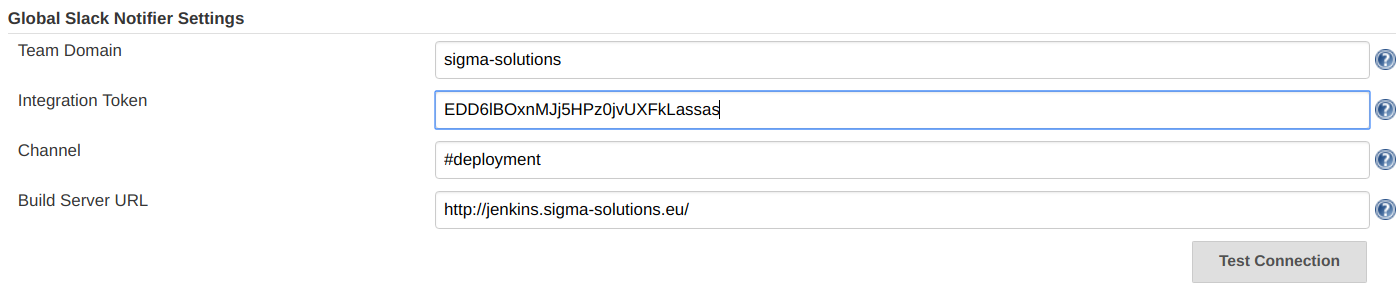 Global Slack Notifier Settings
Team Domain
sigma-solutions
Integration Token
EDD6lBOxnMJj5HPz0jvUXFkLassas
Channel
#deployment
Build Server URL
http://jenkins.sigma-solutions.eu/
Test Connection